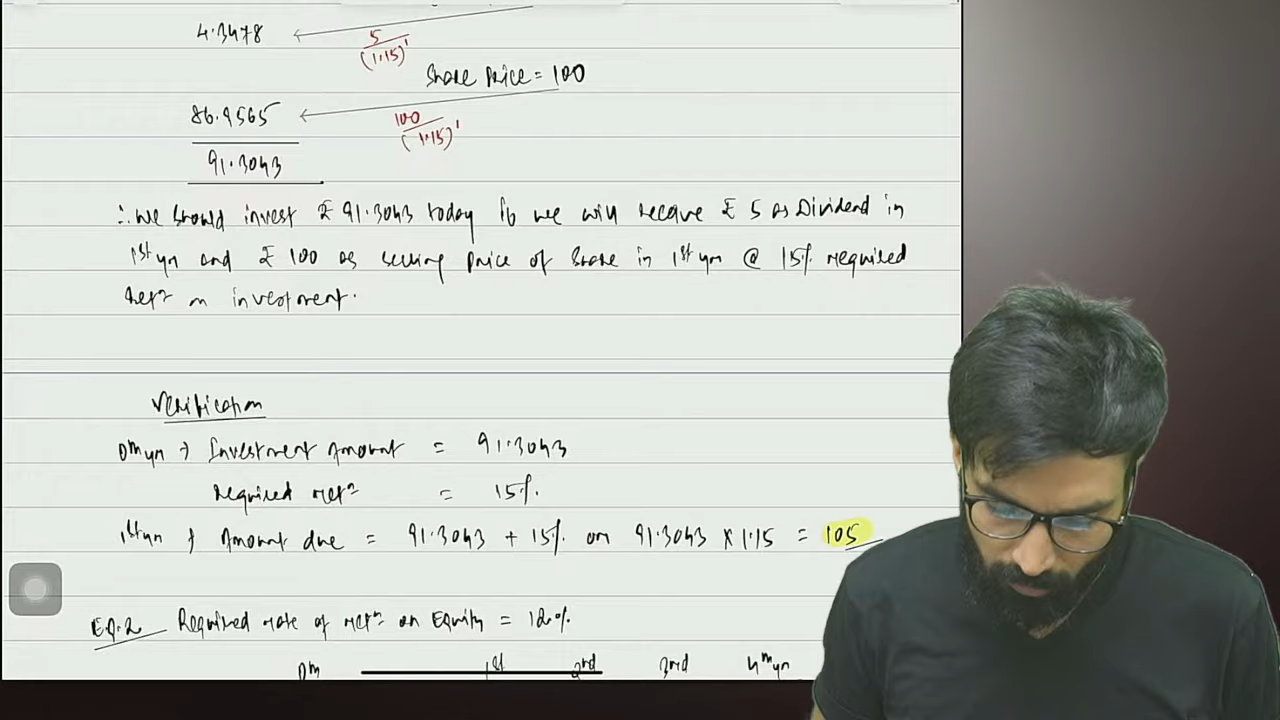 4.3478
5
(1.15)¹
Share Price = 100
86.9565
100
(1.15)¹
91.3043
∴ We should invest ₹ 91.3043 today if we will receive ₹ 5 as Dividend in
1st yr and ₹ 100 as selling price of share in 1st yr @ 15% required
retⁿ on investment.
Verification
0th yr → Investment Amount = 91.3043
Required retⁿ = 15%.
1st yr → Amount due = 91.3043 + 15% or 91.3043 × 1.15 = 105
E.g.2 Required rate of retⁿ on Equity = 12%.
0th 1st 2nd 3rd 4th yr